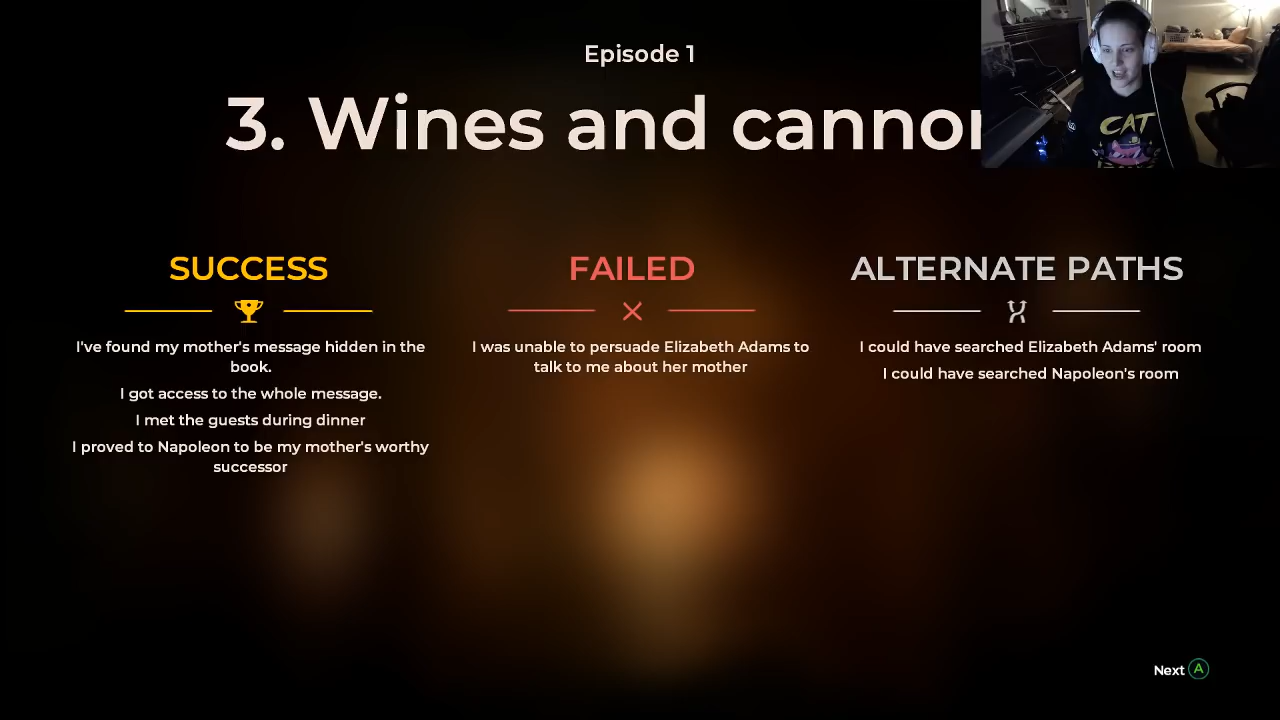 Episode 1
3. Wines and
CAT
SUCCESS
FAILED
ALTERNATE PATHS
I've found my mother's message hidden in the
book.
I got access to the whole message.
I met the guests during dinner
I proved to Napoleon to be my mother's worthy
successor
I was unable to persuade Elizabeth Adams to
talk to me about her mother
I could have searched Elizabeth Adams' room
I could have searched Napoleon's room
Next A